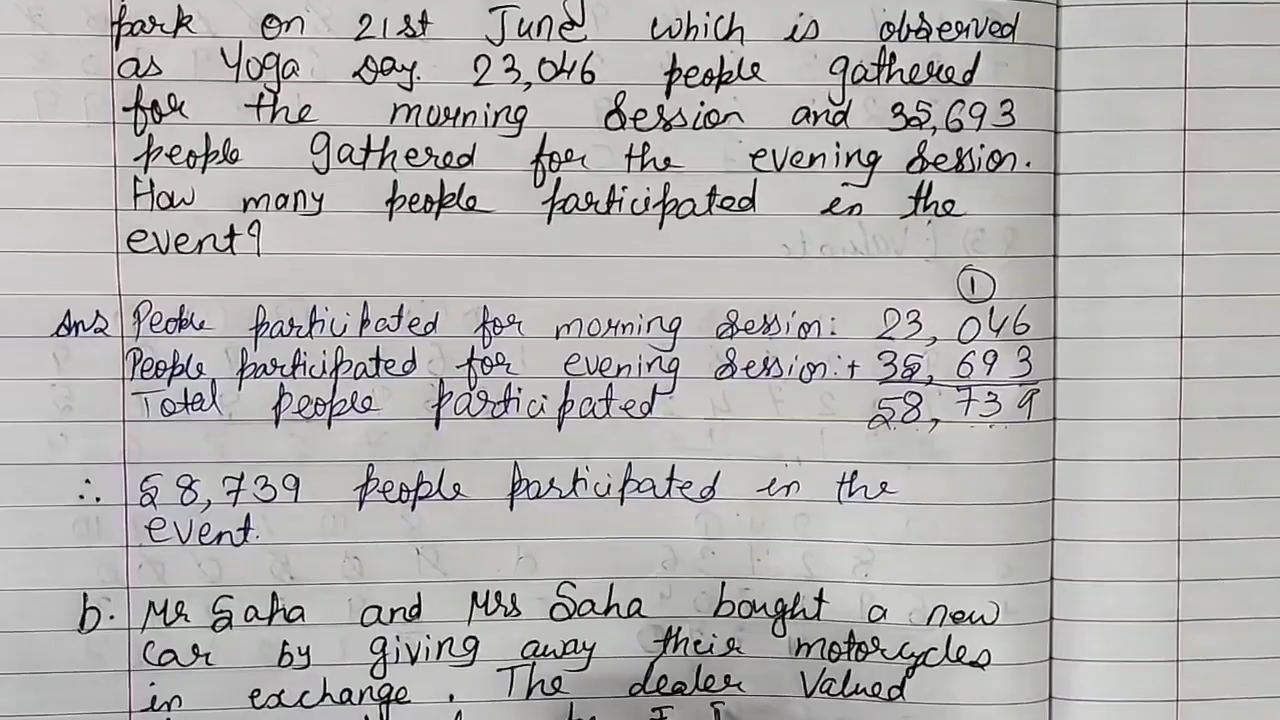 park on 21st June which is observed
as Yoga Day. 23,046 people gathered
for the morning session and 35,693
people gathered for the evening session.
How many people participated in the
event?
1
Ans People participated for morning session: 23,046
People participated for evening session: + 35,693
Total people participated 58,739
∴ 58,739 people participated in the
event.
b. Mr Saha and Mrs Saha bought a new
car by giving away their motorcycles
in exchange. The dealer valued